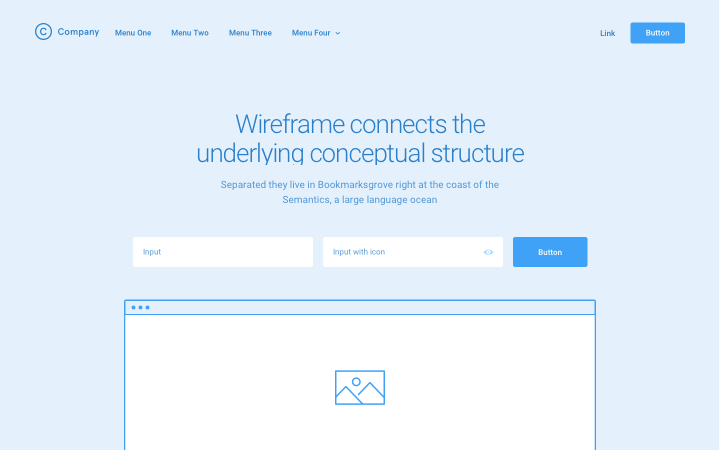 C Company Menu One Menu Two Menu Three Menu Four Link Button
Wireframe connects the
underlying conceptual structure
Separated they live in Bookmarksgrove right at the coast of the
Semantics, a large language ocean
Input Input with icon Button